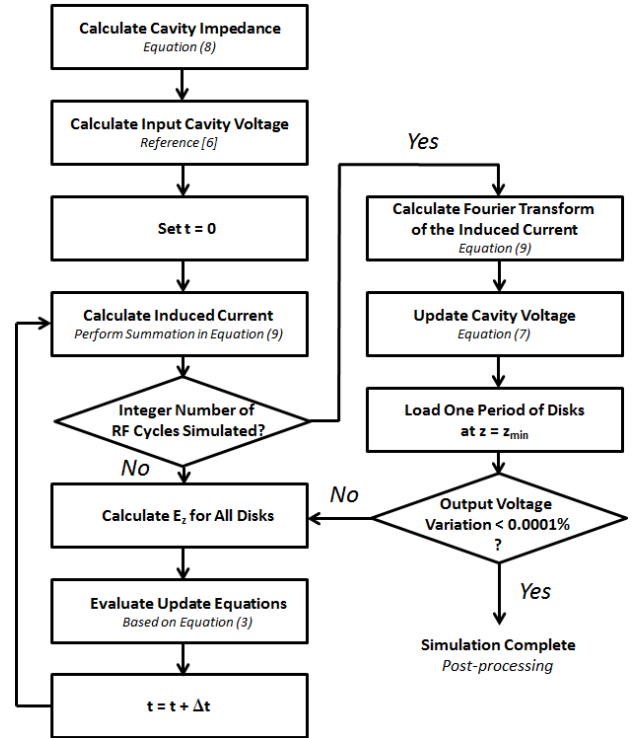 Calculate Cavity Impedance
Equation (8)
Calculate Input Cavity Voltage
Reference [6]
Set t = 0
Calculate Induced Current
Perform Summation in Equation (9)
Integer Number of
RF Cycles Simulated?
No
Yes
Calculate E_z for All Disks
Evaluate Update Equations
Based on Equation (3)
t = t + Δt
Calculate Fourier Transform
of the Induced Current
Equation (9)
Update Cavity Voltage
Equation (7)
Load One Period of Disks
at z = z_min
Output Voltage
Variation < 0.0001%
?
No
Yes
Simulation Complete
Post-processing